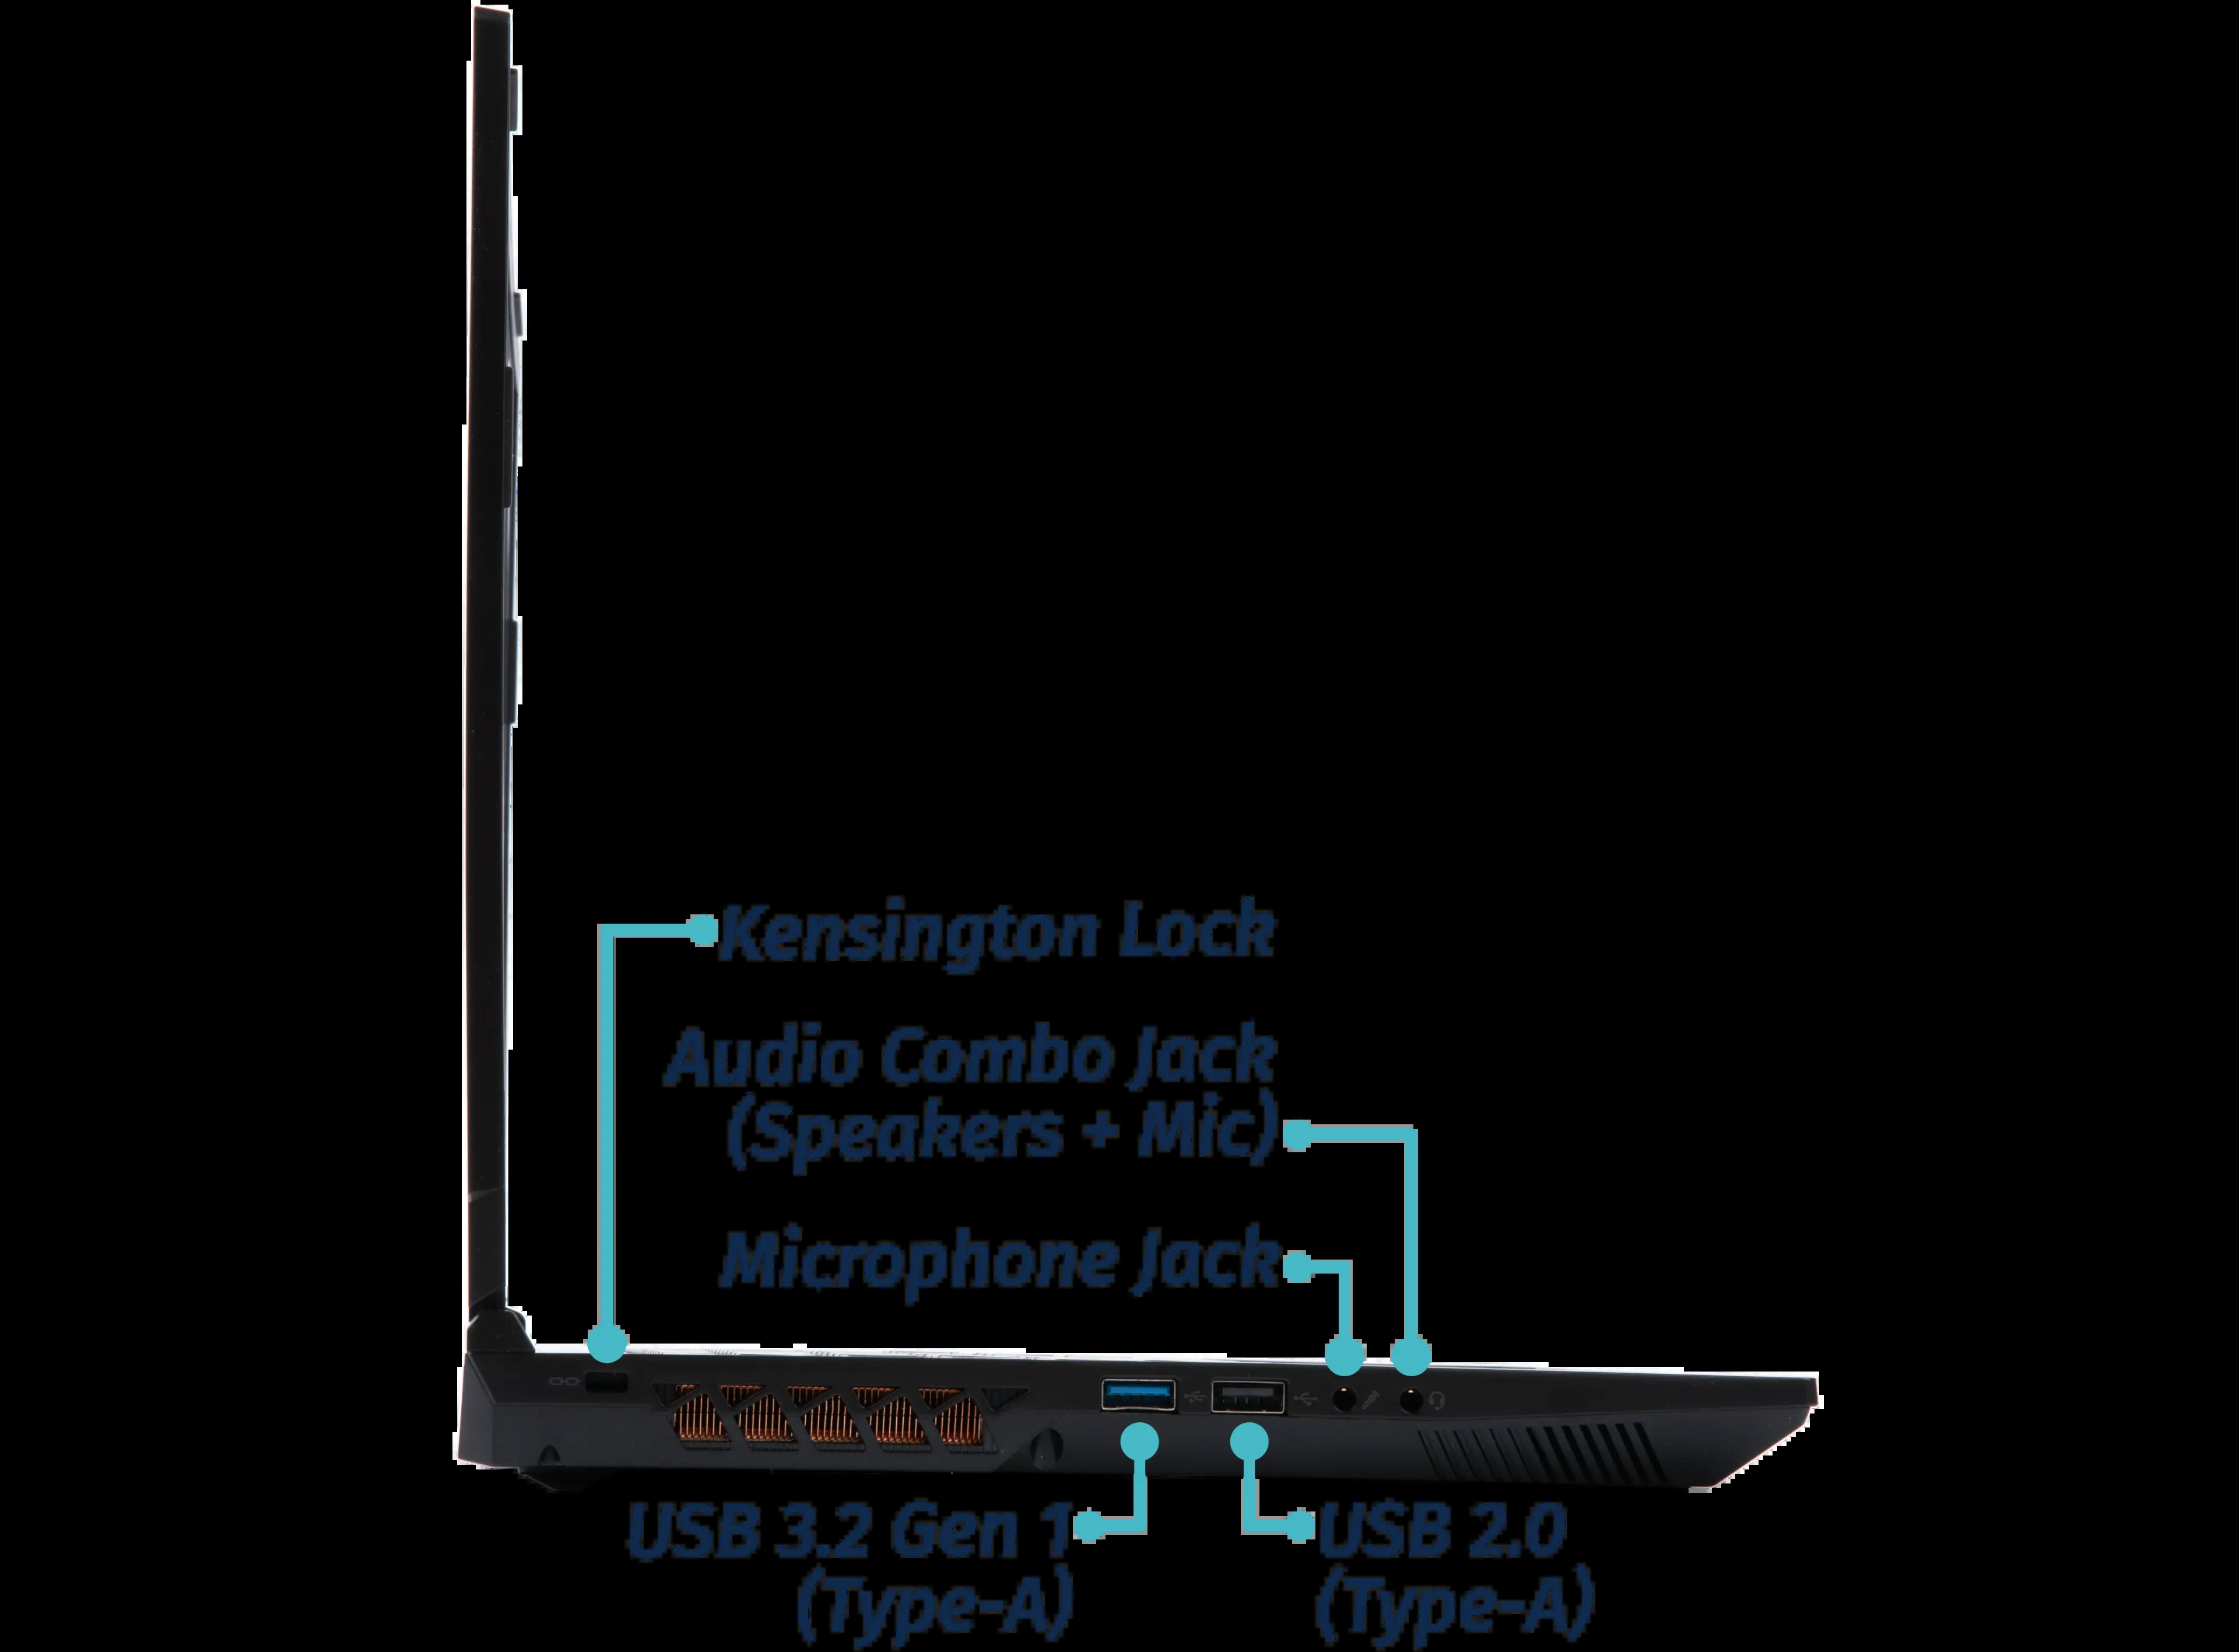 Kensington Lock
Audio Combo Jack
(Speakers + Mic)
Microphone Jack
USB 3.2 Gen 1
(Type-A)
USB 2.0
(Type-A)